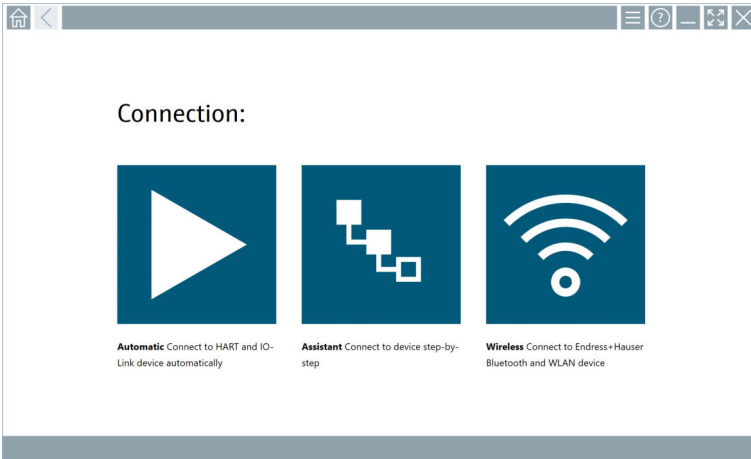 Connection:
Automatic Connect to HART and IO-
Link device automatically
Assistant Connect to device step-by-
step
Wireless Connect to Endress+Hauser
Bluetooth and WLAN device